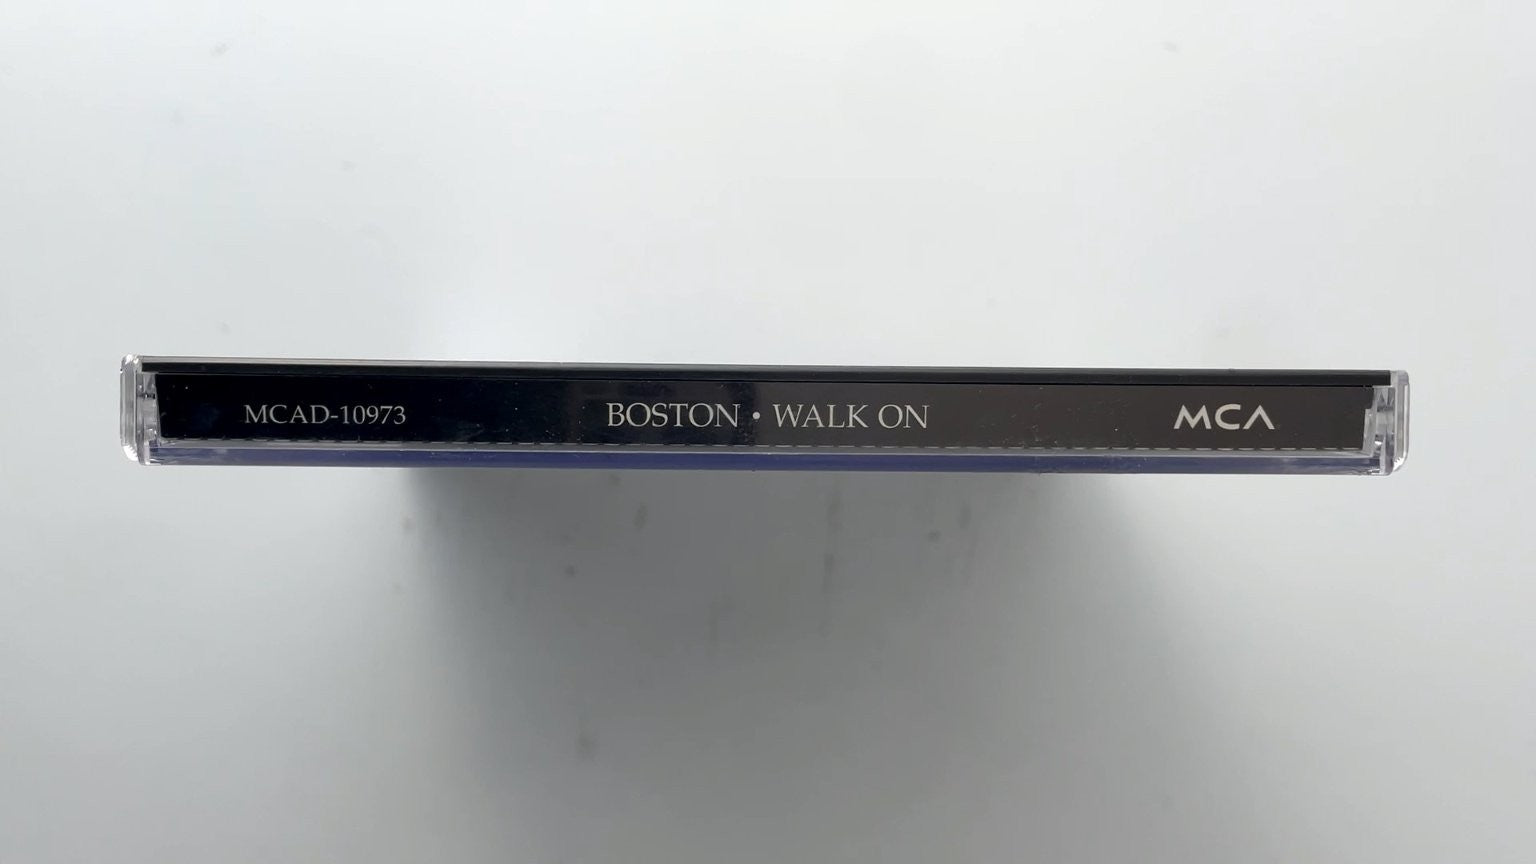 MCAD-10973 BOSTON • WALK ON MCA